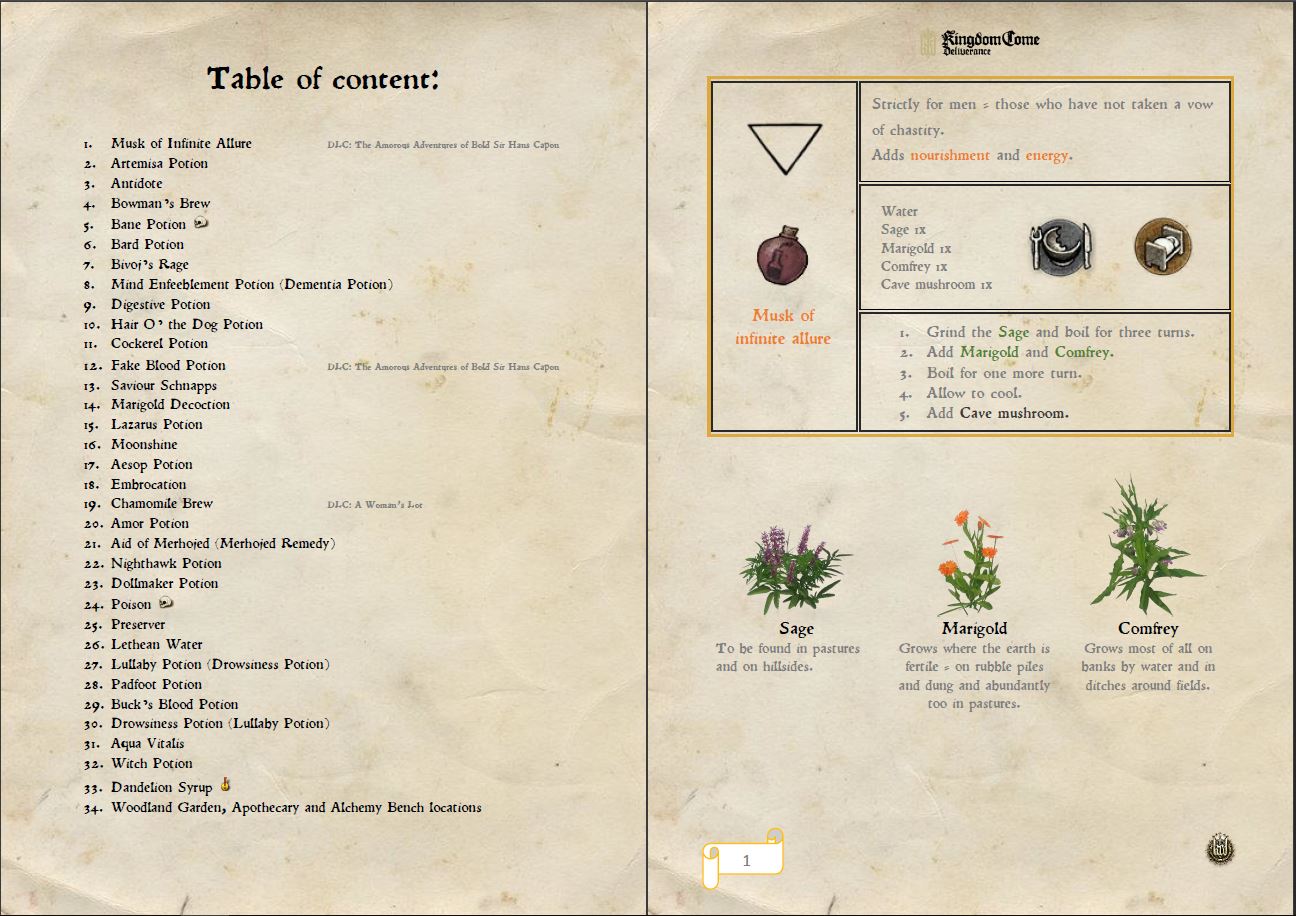 Table of content:
1. Musk of Infinite Allure DLC: The Amorous Adventures of Bold Sir Hans Capon
2. Artemisa Potion
3. Antidote
4. Bowman's Brew
5. Bane Potion
6. Bard Potion
7. Bivoj's Rage
8. Mind Enfeeblement Potion (Dementia Potion)
9. Digestive Potion
10. Hair O' the Dog Potion
11. Cockerel Potion
12. Fake Blood Potion DLC: The Amorous Adventures of Bold Sir Hans Capon
13. Saviour Schnapps
14. Marigold Decoction
15. Lazarus Potion
16. Moonshine
17. Aesop Potion
18. Embrocation
19. Chamomile Brew DLC: A Woman's Lot
20. Amor Potion
21. Aid of Merhojed (Merhojed Remedy)
22. Nighthawk Potion
23. Dollmaker Potion
24. Poison
25. Preserver
26. Lethean Water
27. Lullaby Potion (Drowsiness Potion)
28. Padfoot Potion
29. Buck's Blood Potion
30. Drowsiness Potion (Lullaby Potion)
31. Aqua Vitalis
32. Witch Potion
33. Dandelion Syrup
34. Woodland Garden, Apothecary and Alchemy Bench locations
Kingdom Come
Deliverance
Musk of
infinite allure
Strictly for men - those who have not taken a vow
of chastity.
Adds nourishment and energy.
Water
Sage 1x
Marigold 1x
Comfrey 1x
Cave mushroom 1x
1. Grind the Sage and boil for three turns.
2. Add Marigold and Comfrey.
3. Boil for one more turn.
4. Allow to cool.
5. Add Cave mushroom.
Sage
To be found in pastures
and on hillsides.
Marigold
Grows where the earth is
fertile - on rubble piles
and dung and abundantly
too in pastures.
Comfrey
Grows most of all on
banks by water and in
ditches around fields.
1